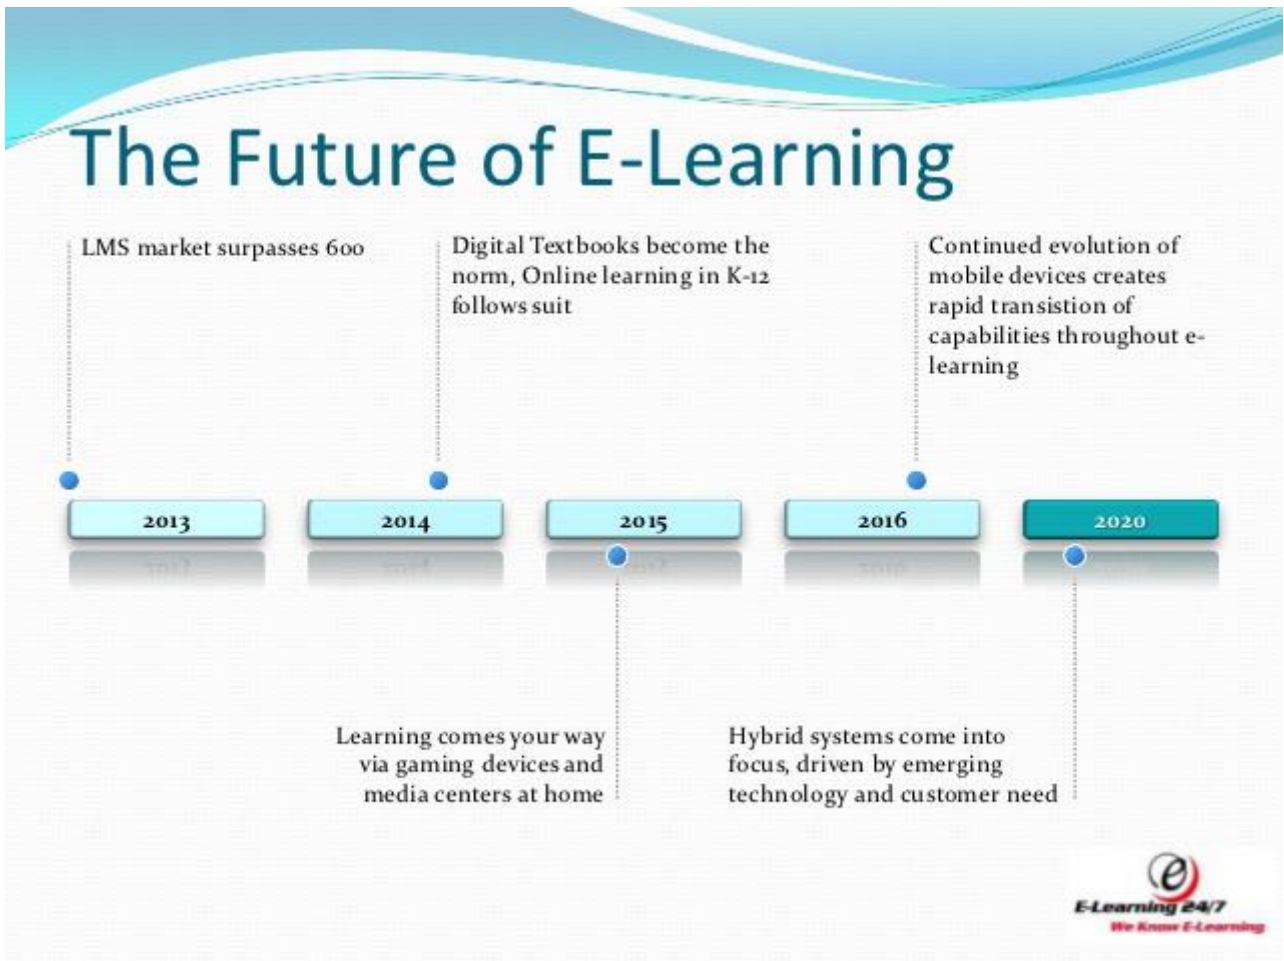 The Future of E-Learning
LMS market surpasses 600
Digital Textbooks become the
norm, Online learning in K-12
follows suit
Continued evolution of
mobile devices creates
rapid transistion of
capabilities throughout e-
learning
2013
2014
2015
2016
2020
Learning comes your way
via gaming devices and
media centers at home
Hybrid systems come into
focus, driven by emerging
technology and customer need
e
E-Learning 24/7
We Know E-Learning